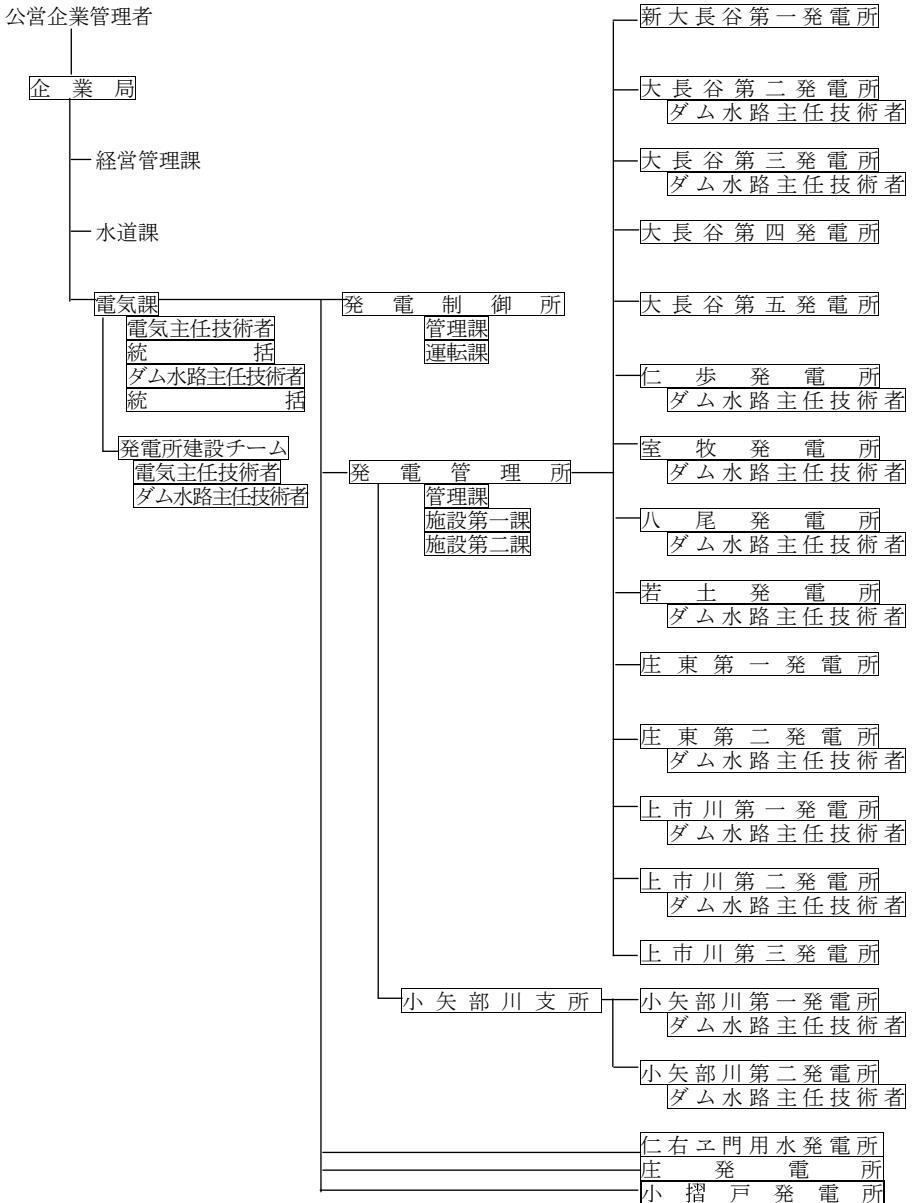 公営企業管理者
企業局
経営管理課
水道課
電気課
電気主任技術者
統括
ダム水路主任技術者
統括
発電所建設チーム
電気主任技術者
ダム水路主任技術者
発電制御所
管理課
運転課
発電管理所
管理課
施設第一課
施設第二課
小矢部川支所
新大長谷第一発電所
大長谷第二発電所
ダム水路主任技術者
大長谷第三発電所
ダム水路主任技術者
大長谷第四発電所
大長谷第五発電所
仁歩発電所
ダム水路主任技術者
室牧発電所
ダム水路主任技術者
八尾発電所
ダム水路主任技術者
若土発電所
ダム水路主任技術者
庄東第一発電所
庄東第二発電所
ダム水路主任技術者
上市川第一発電所
ダム水路主任技術者
上市川第二発電所
ダム水路主任技術者
上市川第三発電所
小矢部川第一発電所
ダム水路主任技術者
小矢部川第二発電所
ダム水路主任技術者
仁右ヱ門用水発電所
庄発電所
小摺戸発電所